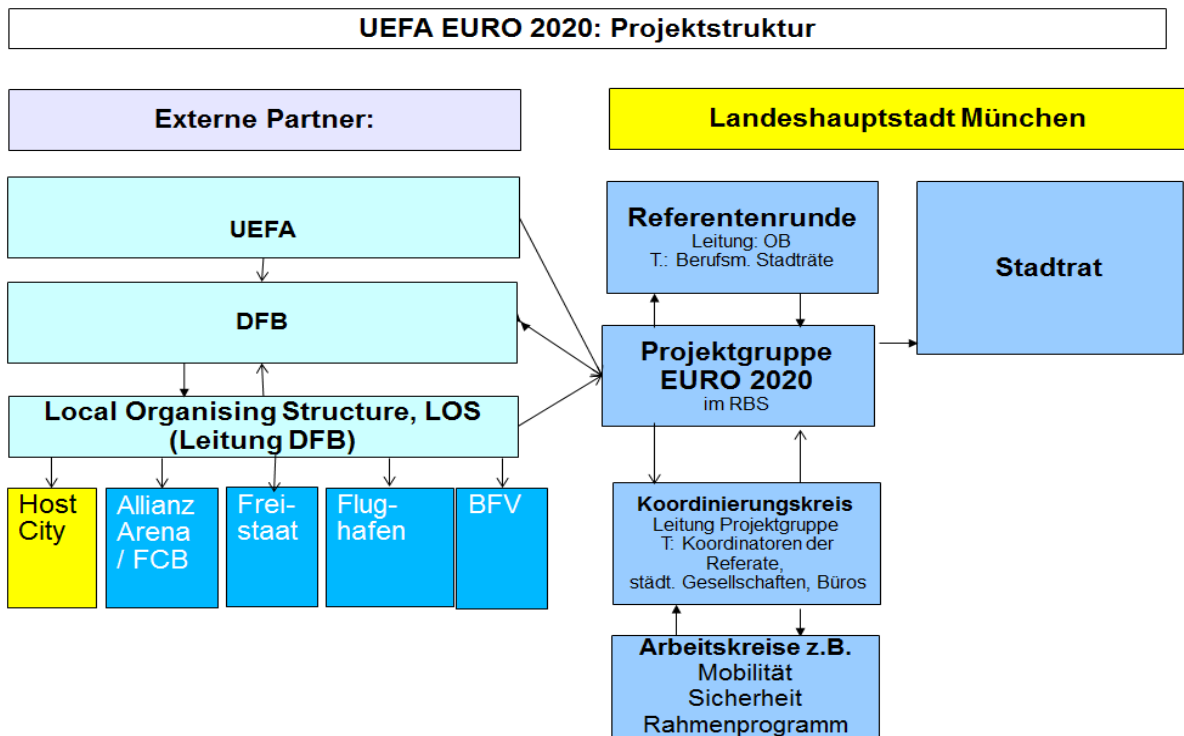 UEFA EURO 2020: Projektstruktur
Externe Partner:
Landeshauptstadt München
UEFA
DFB
Local Organising Structure, LOS
(Leitung DFB)
Host
City
Allianz
Arena
/ FCB
Frei-
staat
Flug-
hafen
BFV
Referentenrunde
Leitung: OB
T.: Berufsm. Stadträte
Stadtrat
Projektgruppe
EURO 2020
im RBS
Koordinierungskreis
Leitung Projektgruppe
T: Koordinatoren der
Referate,
städt. Gesellschaften, Büros
Arbeitskreise z.B.
Mobilität
Sicherheit
Rahmenprogramm